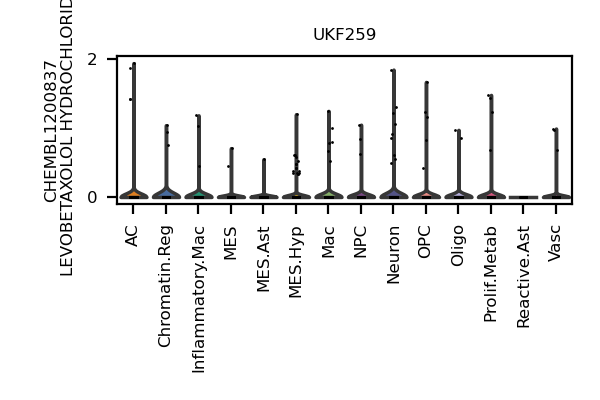 UKF259
CHEMBL1200837
LEVOBETAXOLOL HYDROCHLORID
2
0
AC
Chromatin.Reg
Inflammatory.Mac
MES
MES.Ast
MES.Hyp
Mac
NPC
Neuron
OPC
Oligo
Prolif.Metab
Reactive.Ast
Vasc